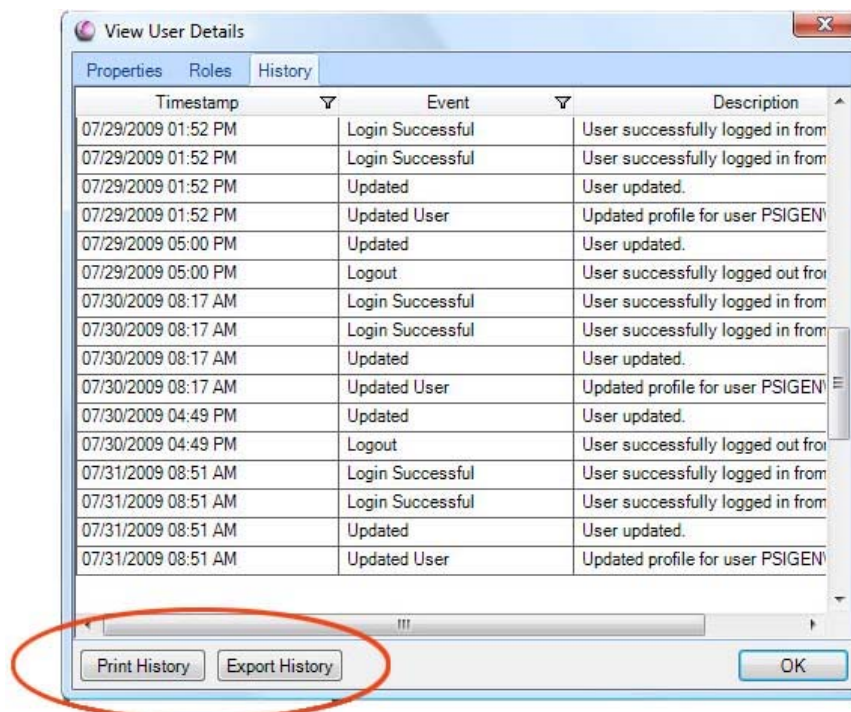 View User Details
Properties Roles History
Timestamp Event Description
07/29/2009 01:52 PM Login Successful User successfully logged in from
07/29/2009 01:52 PM Login Successful User successfully logged in from
07/29/2009 01:52 PM Updated User updated.
07/29/2009 01:52 PM Updated User Updated profile for user PSIGEN\
07/29/2009 05:00 PM Updated User updated.
07/29/2009 05:00 PM Logout User successfully logged out from
07/30/2009 08:17 AM Login Successful User successfully logged in from
07/30/2009 08:17 AM Login Successful User successfully logged in from
07/30/2009 08:17 AM Updated User updated.
07/30/2009 08:17 AM Updated User Updated profile for user PSIGEN\
07/30/2009 04:49 PM Updated User updated.
07/30/2009 04:49 PM Logout User successfully logged out from
07/31/2009 08:51 AM Login Successful User successfully logged in from
07/31/2009 08:51 AM Login Successful User successfully logged in from
07/31/2009 08:51 AM Updated User updated.
07/31/2009 08:51 AM Updated User Updated profile for user PSIGEN\
Print History Export History OK